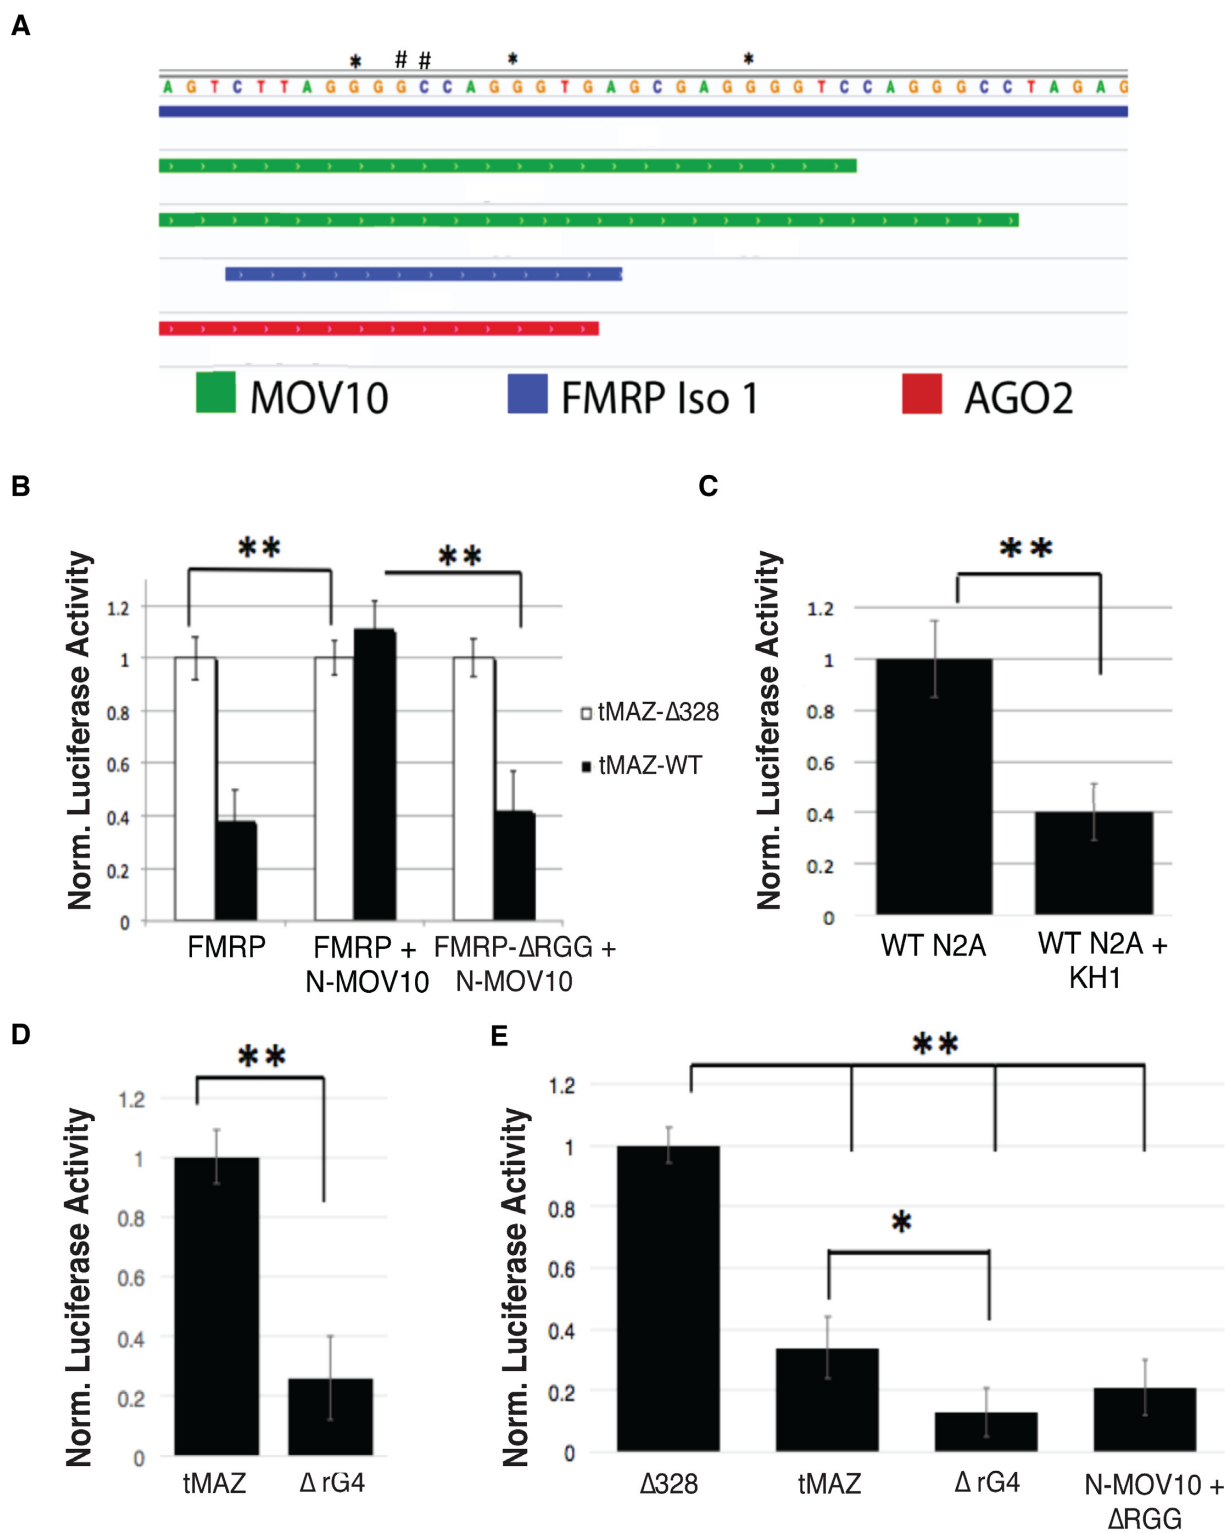 A
* # # * *
A G T C T T A G G G G C C A G G G T G A G C G A G G G G T C C A G G G C C T A G A G
MOV10 FMRP Iso 1 AGO2
B
Norm. Luciferase Activity
1.2
1
0.8
0.6
0.4
0.2
0
** **
tMAZ-Δ328
tMAZ-WT
FMRP
FMRP +
N-MOV10
FMRP-ΔRGG +
N-MOV10
C
Norm. Luciferase Activity
1.2
1
0.8
0.6
0.4
0.2
0
**
WT N2A
WT N2A +
KH1
D
Norm. Luciferase Activity
1.2
1
0.8
0.6
0.4
0.2
0
**
tMAZ
Δ rG4
E
Norm. Luciferase Activity
1.2
1
0.8
0.6
0.4
0.2
0
**
*
Δ328
tMAZ
Δ rG4
N-MOV10 +
ΔRGG